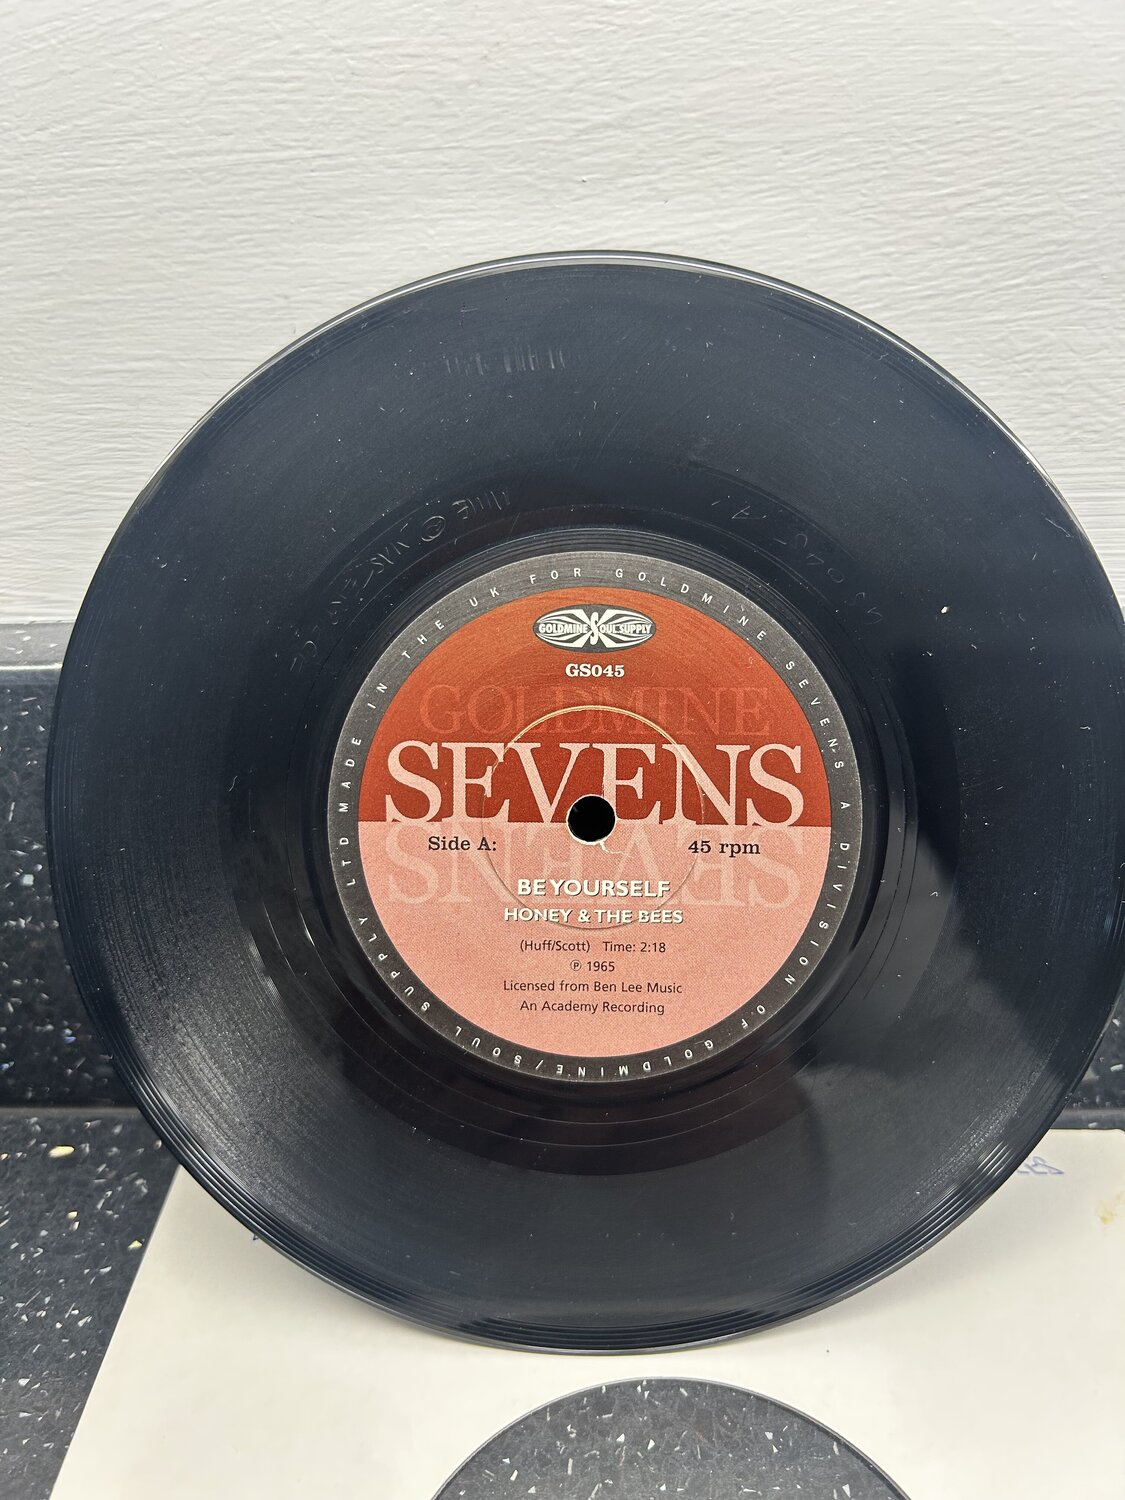 MADE IN THE UK FOR GOLDMINE SEVENS A DIVISION OF GOLDMINE/SOUL SUPPLY LTD
GOLDMINE SOUL SUPPLY
GS045
GOLDMINE
SEVENS
SEVENS
Side A: 45 rpm
BE YOURSELF
HONEY & THE BEES
(Huff/Scott) Time: 2:18
℗ 1965
Licensed from Ben Lee Music
An Academy Recording